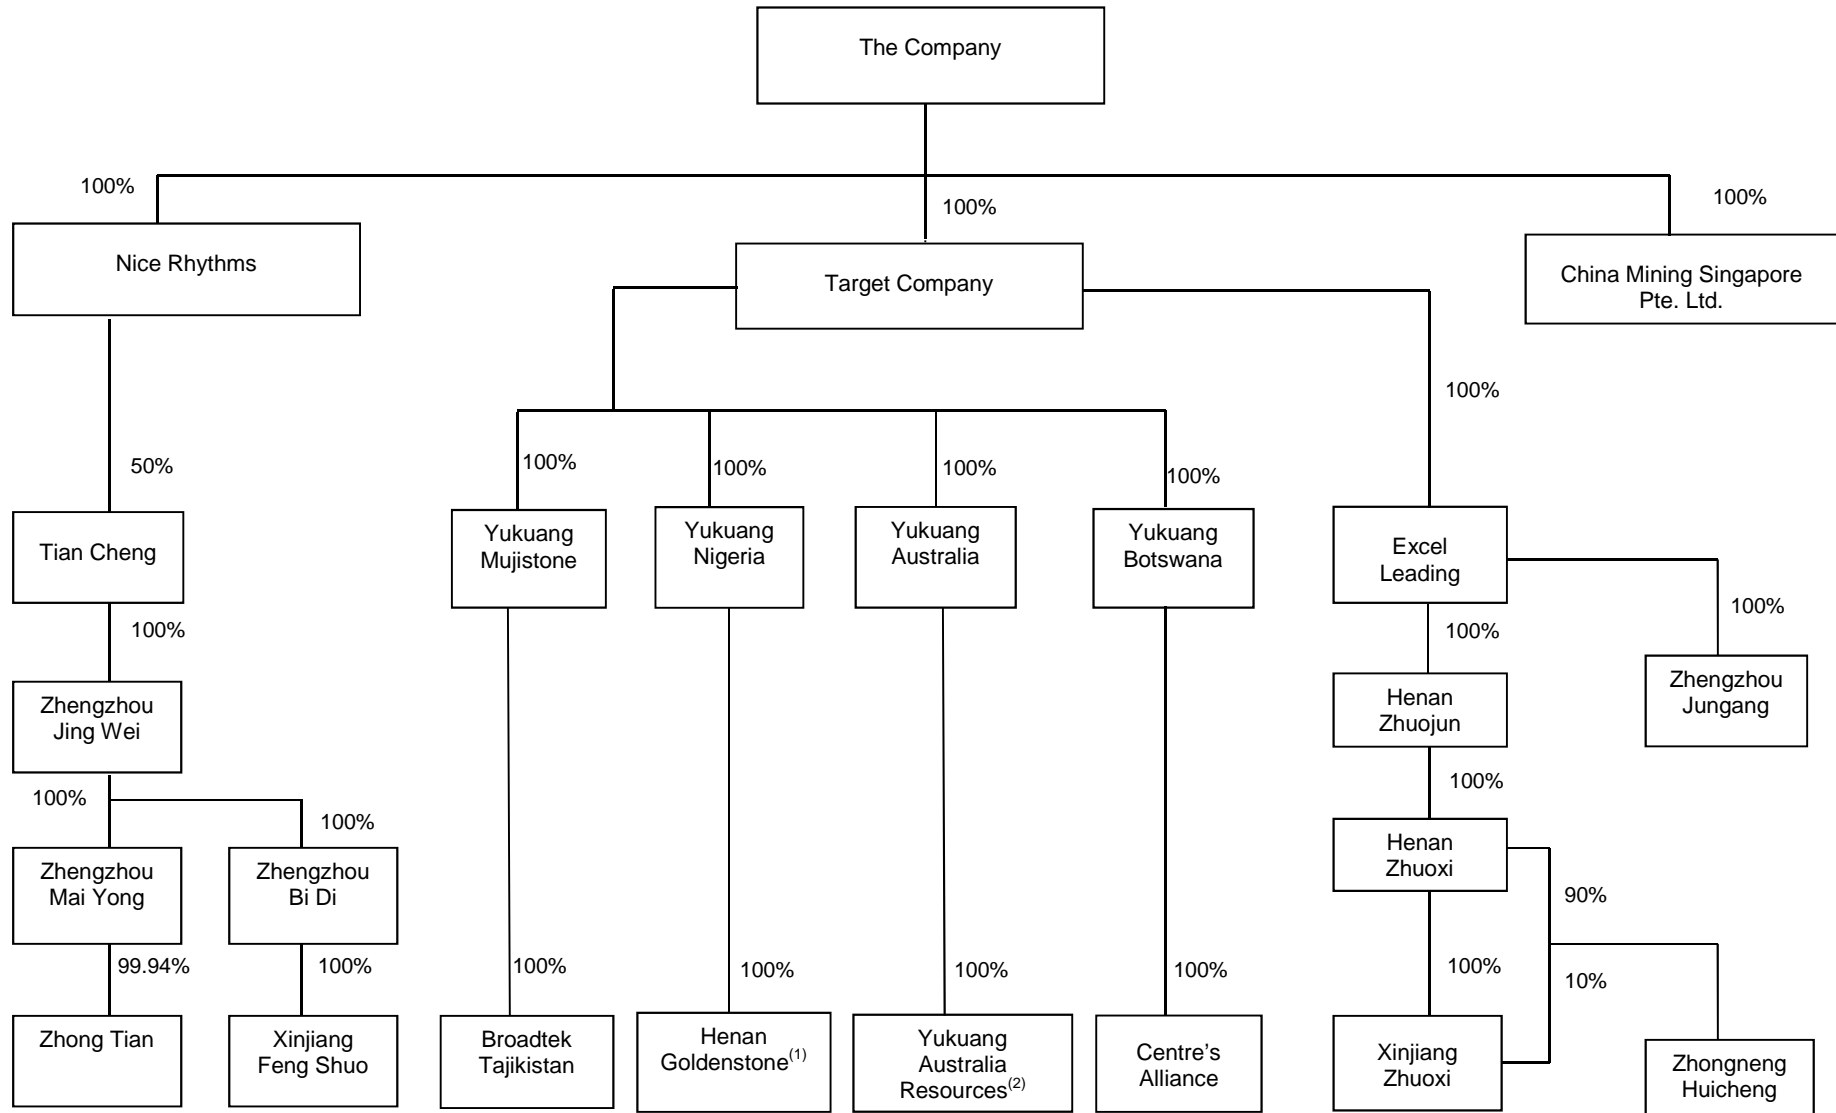 The Company
100%
100%
100%
Nice Rhythms
Target Company
China Mining Singapore
Pte. Ltd.
100%
50%
100%
100%
100%
100%
Tian Cheng
Yukuang
Mujistone
Yukuang
Nigeria
Yukuang
Australia
Yukuang
Botswana
Excel
Leading
100%
100%
100%
Zhengzhou
Jing Wei
Henan
Zhuojun
Zhengzhou
Jungang
100%
100%
100%
Zhengzhou
Mai Yong
Zhengzhou
Bi Di
Henan
Zhuoxi
90%
99.94%
100%
100%
100%
100%
100%
100%
10%
Zhong Tian
Xinjiang
Feng Shuo
Broadtek
Tajikistan
Henan
Goldenstone(1)
Yukuang
Australia
Resources(2)
Centre’s
Alliance
Xinjiang
Zhuoxi
Zhongneng
Huicheng